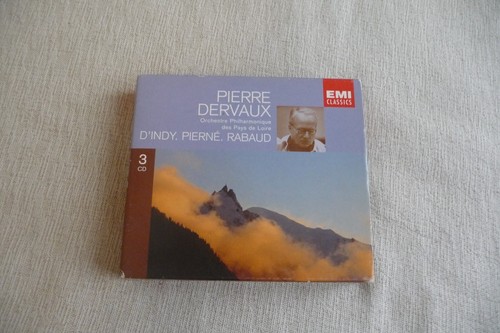 PIERRE
DERVAUX
Orchestre Philharmonique
des Pays de Loire
D'INDY. PIERNÉ. RABAUD
EMI
CLASSICS
3
CD